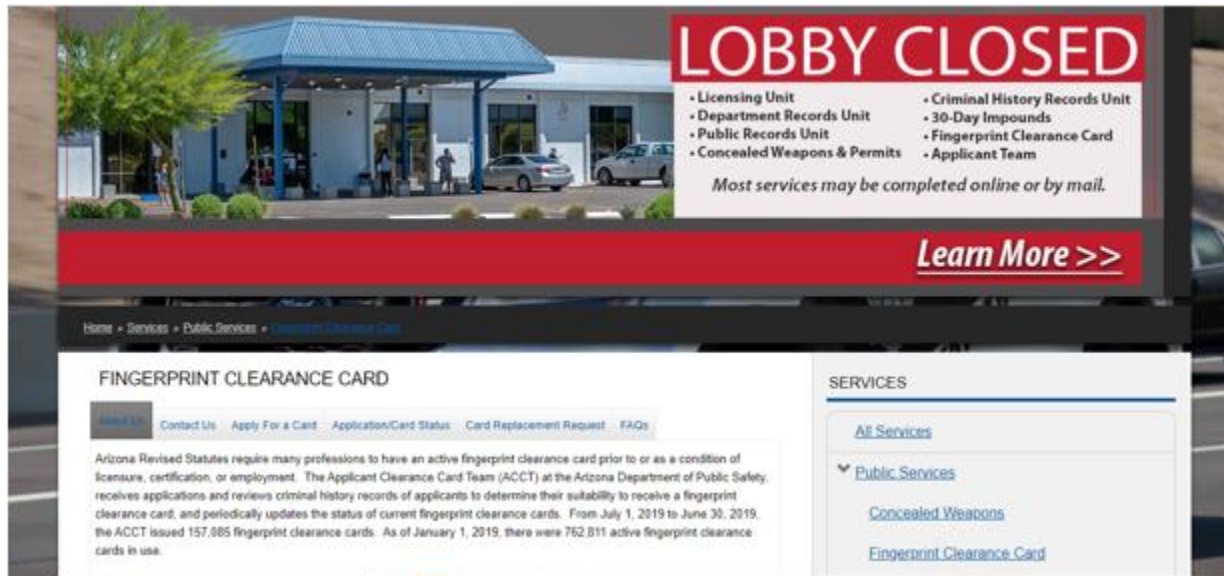 LOBBY CLOSED
• Licensing Unit
• Department Records Unit
• Public Records Unit
• Concealed Weapons & Permits
• Criminal History Records Unit
• 30-Day Impounds
• Fingerprint Clearance Card
• Applicant Team
Most services may be completed online or by mail.
Learn More >>
Home » Services » Public Services » Fingerprint Clearance Card
FINGERPRINT CLEARANCE CARD
About Us Contact Us Apply For a Card Application/Card Status Card Replacement Request FAQs
Arizona Revised Statutes require many professions to have an active fingerprint clearance card prior to or as a condition of
licensure, certification, or employment. The Applicant Clearance Card Team (ACCT) at the Arizona Department of Public Safety,
receives applications and reviews criminal history records of applicants to determine their suitability to receive a fingerprint
clearance card, and periodically updates the status of current fingerprint clearance cards. From July 1, 2019 to June 30, 2019,
the ACCT issued 157,085 fingerprint clearance cards. As of January 1, 2019, there were 762,811 active fingerprint clearance
cards in use.
SERVICES
All Services
Public Services
Concealed Weapons
Fingerprint Clearance Card